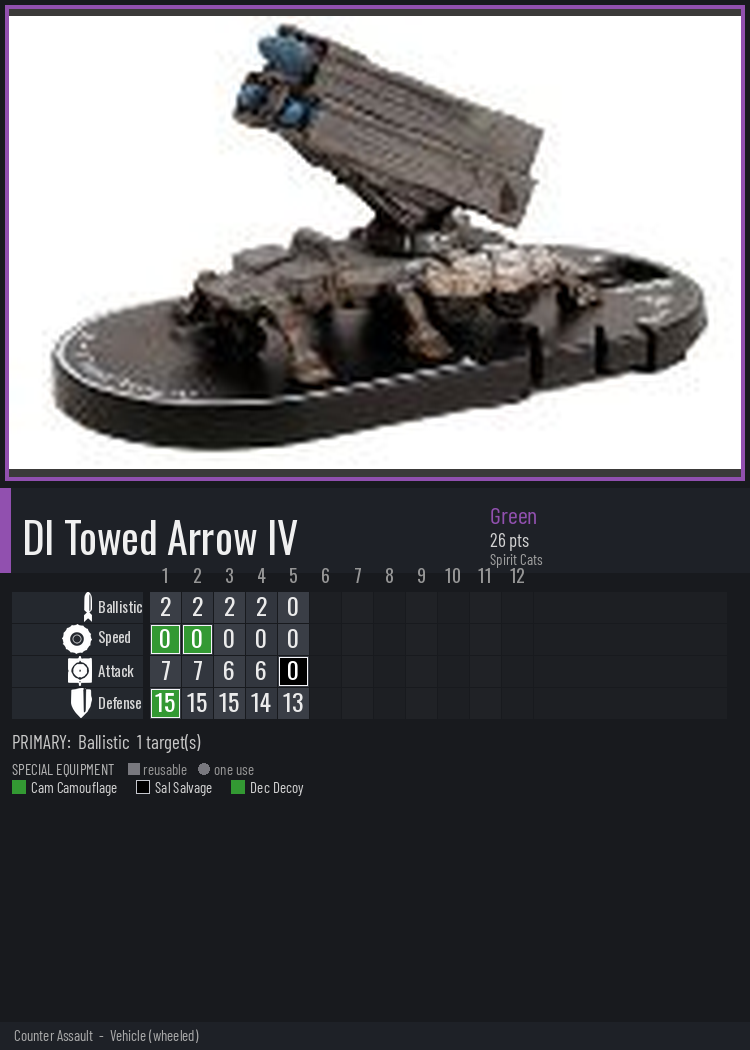 DI Towed Arrow IV
Green
26 pts
Spirit Cats
1 2 3 4 5 6 7 8 9 10 11 12
Ballistic 2 2 2 2 0
Speed 0 0 0 0 0
Attack 7 7 6 6 0
Defense 15 15 15 14 13
PRIMARY: Ballistic 1 target(s)
SPECIAL EQUIPMENT reusable one use
Cam Camouflage Sal Salvage Dec Decoy
Counter Assault - Vehicle (wheeled)